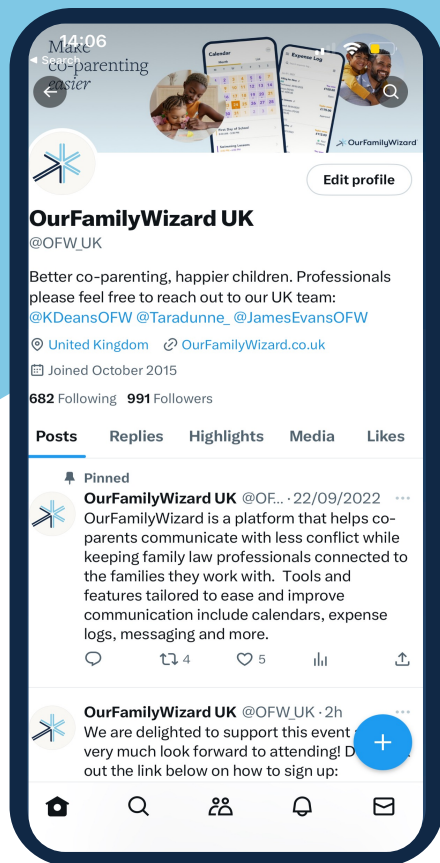 14:06
Make
Search
co-parenting
easier
Calendar
Expense Log
First Day of School
OurFamilyWizard
Edit profile
OurFamilyWizard UK
@OFW_UK
Better co-parenting, happier children. Professionals
please feel free to reach out to our UK team:
@KDeansOFW @Taradunne_ @JamesEvansOFW
United Kingdom OurFamilyWizard.co.uk
Joined October 2015
682 Following 991 Followers
Posts Replies Highlights Media Likes
Pinned
OurFamilyWizard UK @OF... · 22/09/2022
OurFamilyWizard is a platform that helps co-
parents communicate with less conflict while
keeping family law professionals connected to
the families they work with. Tools and
features tailored to ease and improve
communication include calendars, expense
logs, messaging and more.
4 5
OurFamilyWizard UK @OFW_UK · 2h
We are delighted to support this event
very much look forward to attending! D
out the link below on how to sign up: